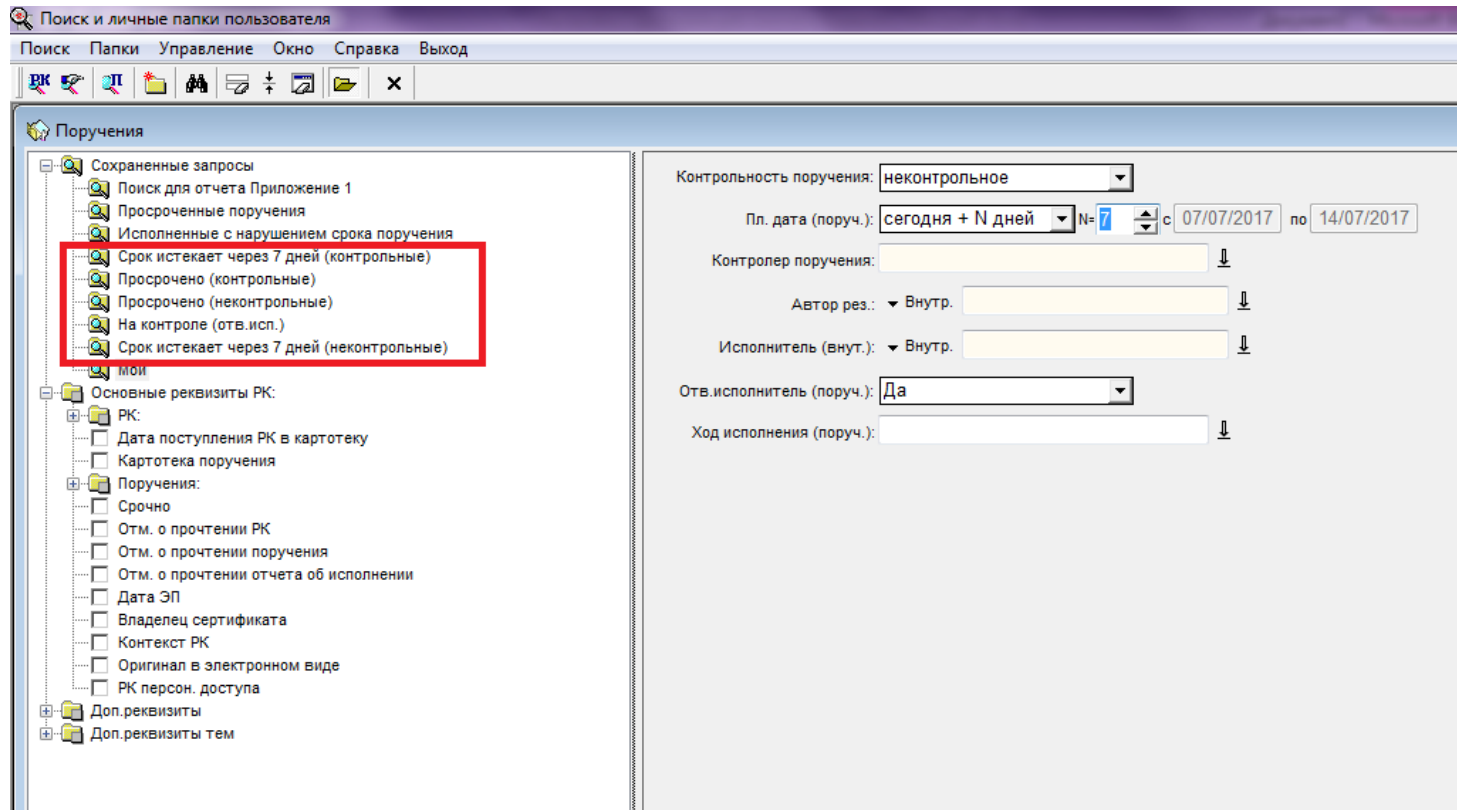 Поиск и личные папки пользователя
Поиск Папки Управление Окно Справка Выход
РК П
Поручения
Сохраненные запросы
Поиск для отчета Приложение 1
Просроченные поручения
Исполненные с нарушением срока поручения
Срок истекает через 7 дней (контрольные)
Просрочено (контрольные)
Просрочено (неконтрольные)
На контроле (отв.исп.)
Срок истекает через 7 дней (неконтрольные)
Мои
Основные реквизиты РК:
РК:
Дата поступления РК в картотеку
Картотека поручения
Поручения:
Срочно
Отм. о прочтении РК
Отм. о прочтении поручения
Отм. о прочтении отчета об исполнении
Дата ЭП
Владелец сертификата
Контекст РК
Оригинал в электронном виде
РК персон. доступа
Доп.реквизиты
Доп.реквизиты тем
Контрольность поручения: неконтрольное
Пл. дата (поруч.): сегодня + N дней N= 7 с 07/07/2017 по 14/07/2017
Контролер поручения:
Автор рез.: Внутр.
Исполнитель (внут.): Внутр.
Отв.исполнитель (поруч.): Да
Ход исполнения (поруч.):